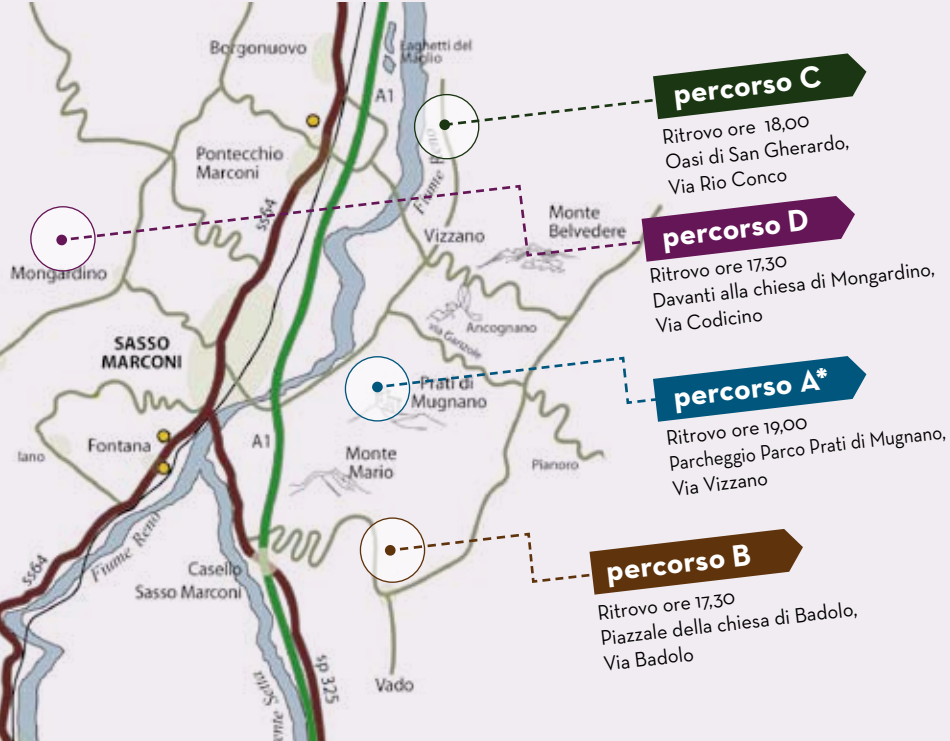 Borgonuovo
Laghetti del
Maglio
A1
percorso C
Ritrovo ore 18,00
Oasi di San Gherardo,
Via Rio Conco
Pontecchio
Marconi
Fiume Reno
ss64
Monte
Belvedere
percorso D
Ritrovo ore 17,30
Davanti alla chiesa di Mongardino,
Via Codicino
Vizzano
Mongardino
Ancognano
via Ganzole
SASSO
MARCONI
Prati di
Mugnano
percorso A*
Ritrovo ore 19,00
Parcheggio Parco Prati di Mugnano,
Via Vizzano
Fontana
A1
Iano
Monte
Mario
Pianoro
Fiume Reno
ss64
Casello
Sasso Marconi
percorso B
Ritrovo ore 17,30
Piazzale della chiesa di Badolo,
Via Badolo
sp 325
Vado
Setta